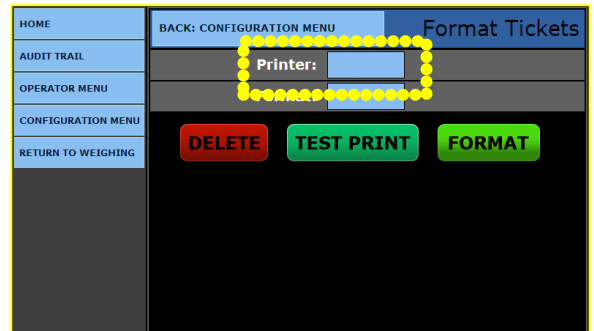 HOME
AUDIT TRAIL
OPERATOR MENU
CONFIGURATION MENU
RETURN TO WEIGHING
BACK: CONFIGURATION MENU
Format Tickets
Printer:
DELETE
TEST PRINT
FORMAT